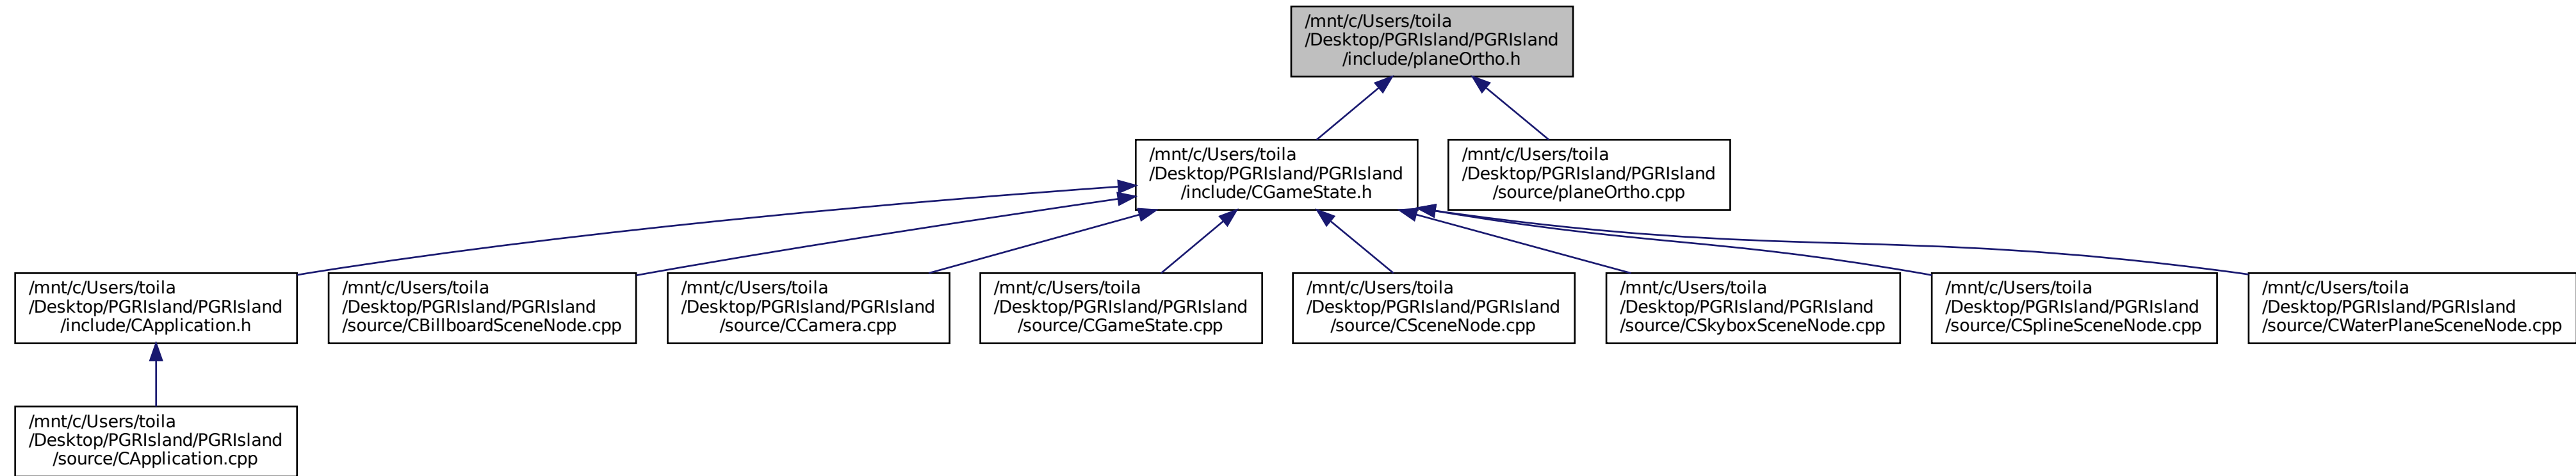 /mnt/c/Users/toila
/Desktop/PGRIsland/PGRIsland
/include/planeOrtho.h
/mnt/c/Users/toila
/Desktop/PGRIsland/PGRIsland
/include/CGameState.h
/mnt/c/Users/toila
/Desktop/PGRIsland/PGRIsland
/source/planeOrtho.cpp
/mnt/c/Users/toila
/Desktop/PGRIsland/PGRIsland
/include/CApplication.h
/mnt/c/Users/toila
/Desktop/PGRIsland/PGRIsland
/source/CBillboardSceneNode.cpp
/mnt/c/Users/toila
/Desktop/PGRIsland/PGRIsland
/source/CCamera.cpp
/mnt/c/Users/toila
/Desktop/PGRIsland/PGRIsland
/source/CGameState.cpp
/mnt/c/Users/toila
/Desktop/PGRIsland/PGRIsland
/source/CSceneNode.cpp
/mnt/c/Users/toila
/Desktop/PGRIsland/PGRIsland
/source/CSkyboxSceneNode.cpp
/mnt/c/Users/toila
/Desktop/PGRIsland/PGRIsland
/source/CSplineSceneNode.cpp
/mnt/c/Users/toila
/Desktop/PGRIsland/PGRIsland
/source/CWaterPlaneSceneNode.cpp
/mnt/c/Users/toila
/Desktop/PGRIsland/PGRIsland
/source/CApplication.cpp